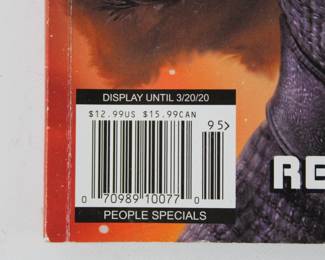 DISPLAY UNTIL 3/20/20
$12.99US $15.99CAN
95>
0 70989 10077 0
PEOPLE SPECIALS
RE